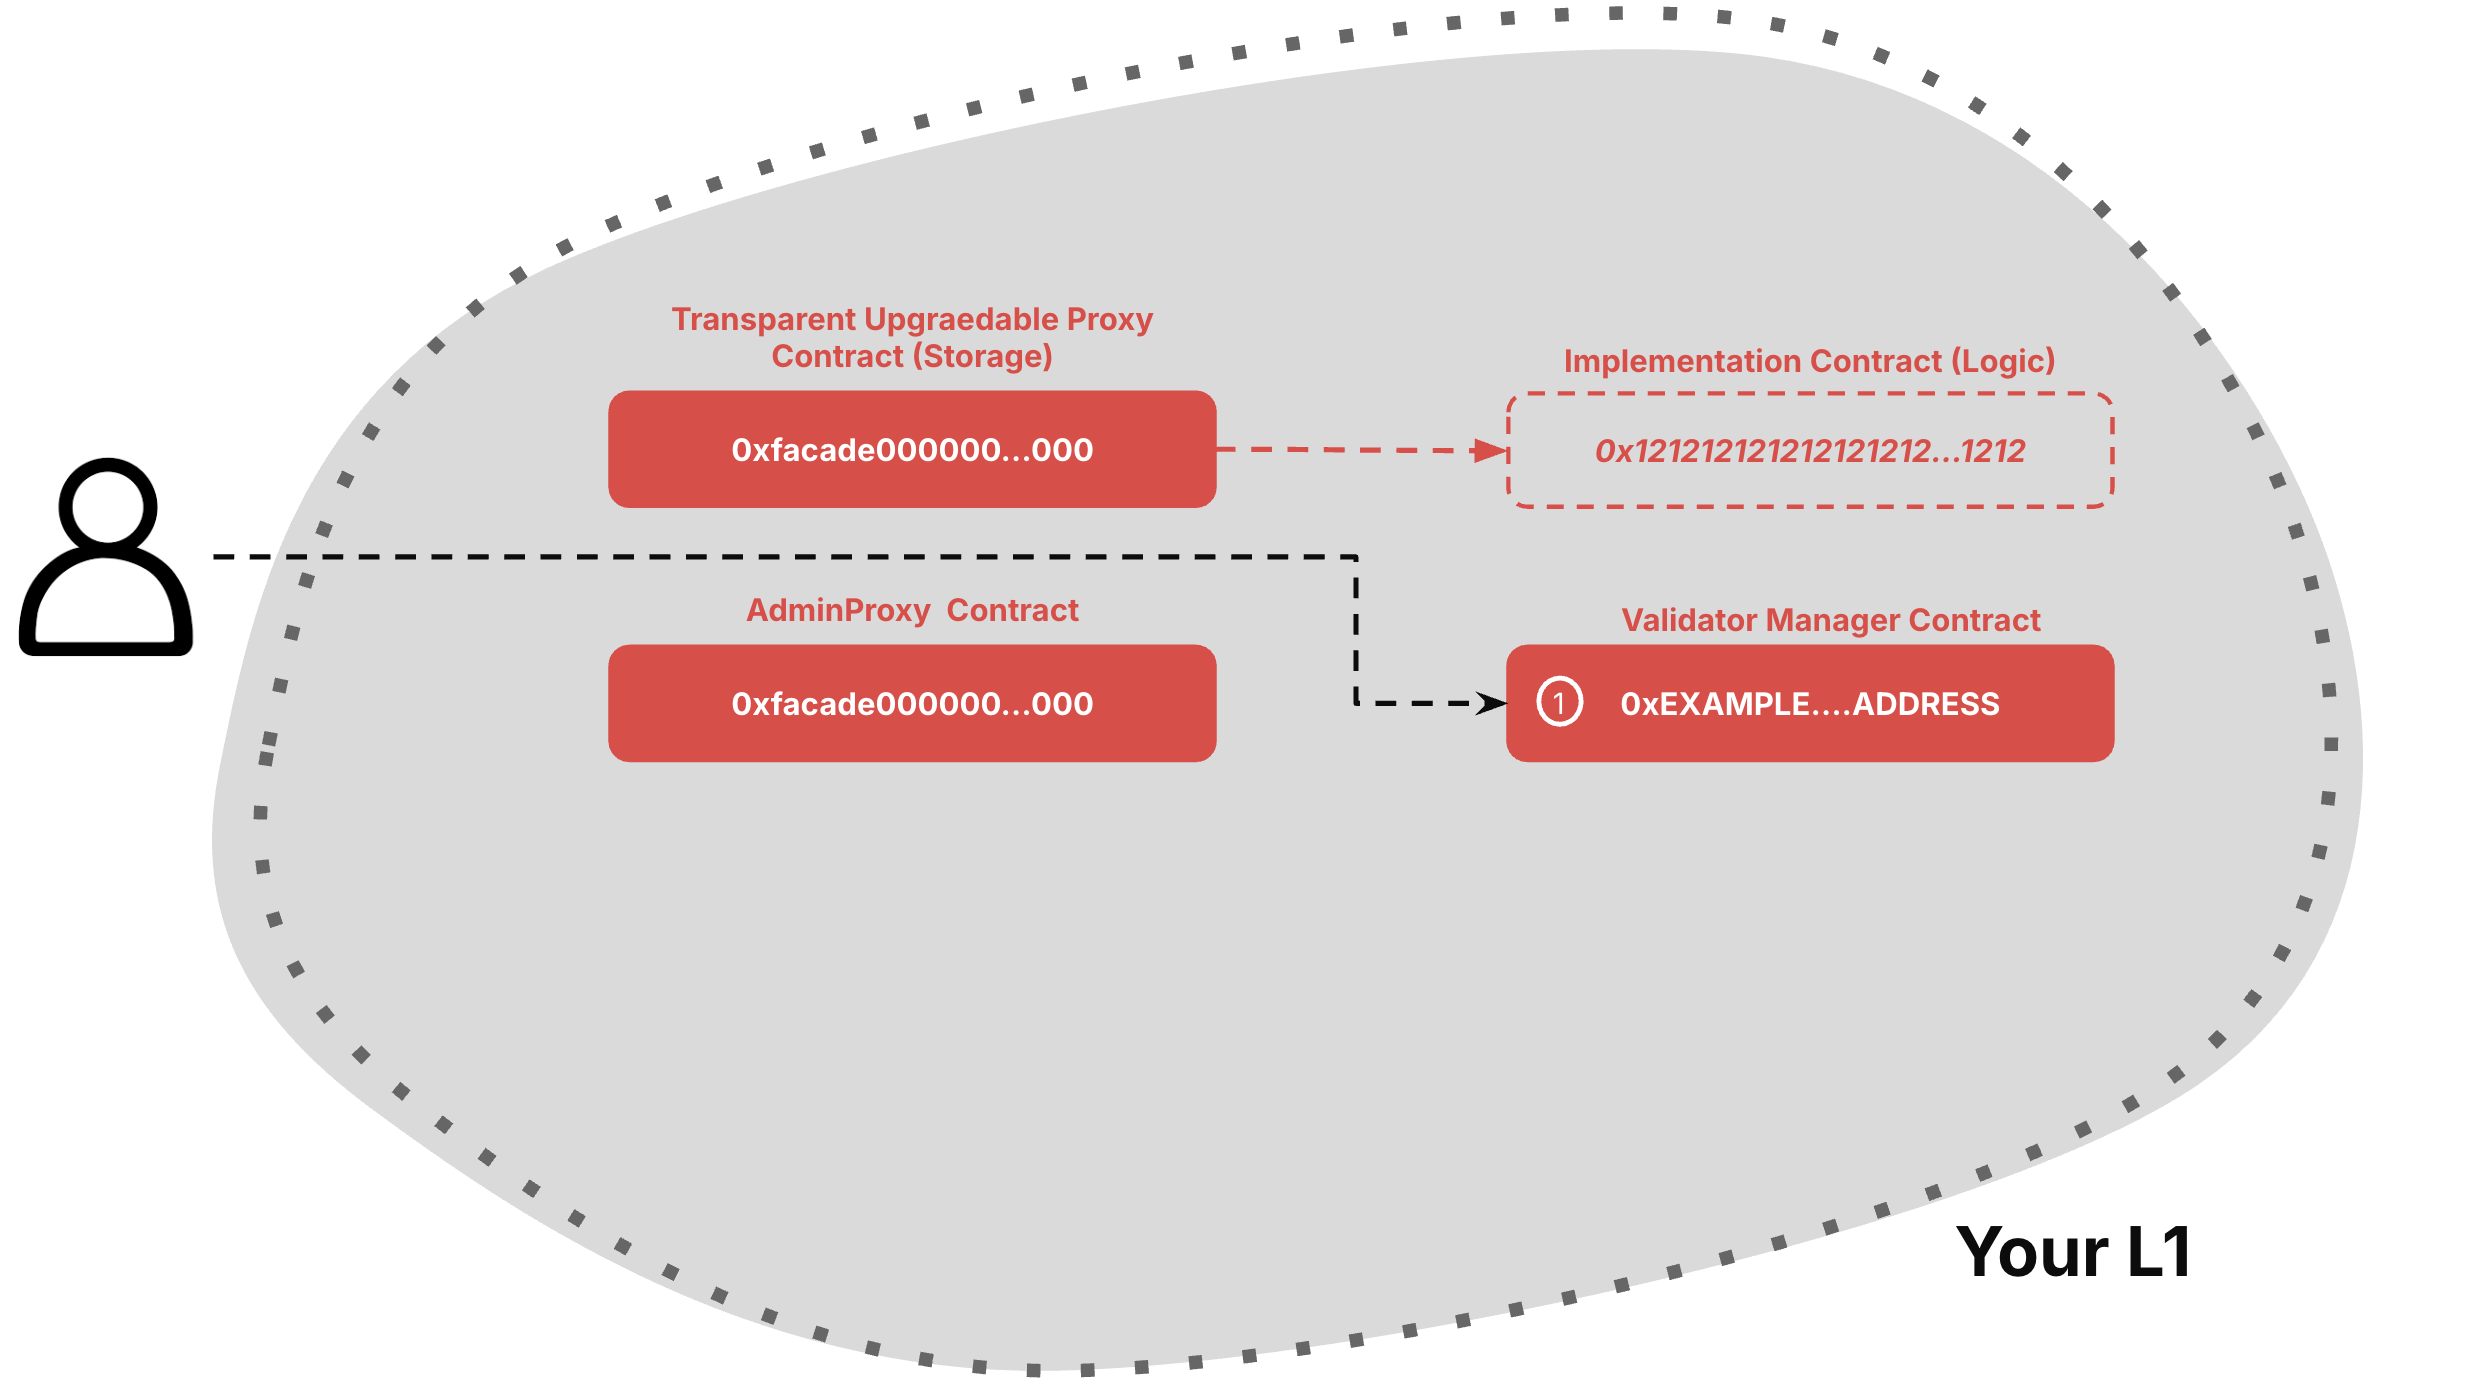 Transparent Upgraedable Proxy
Contract (Storage)
0xfacade000000...000
Implementation Contract (Logic)
0x121212121212121212...1212
AdminProxy  Contract
0xfacade000000...000
Validator Manager Contract
1 0xEXAMPLE....ADDRESS
Your L1